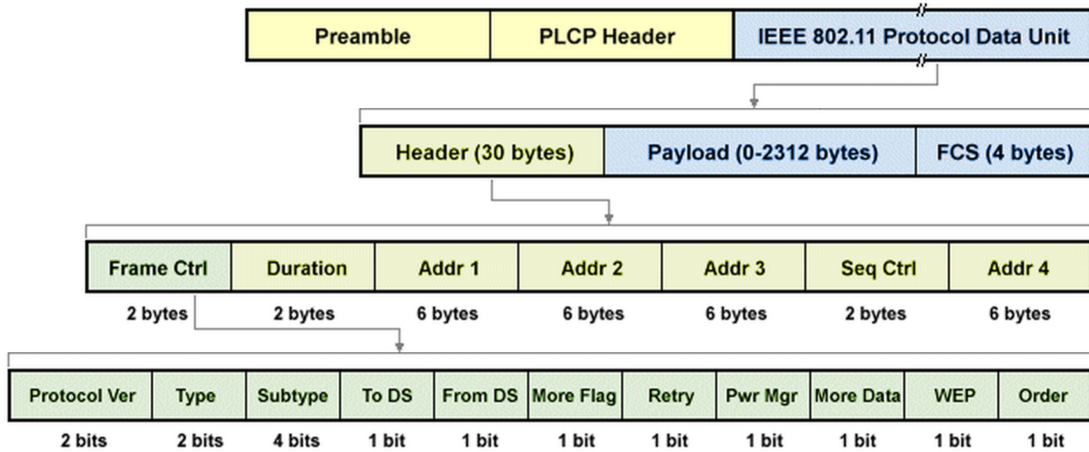 Preamble PLCP Header IEEE 802.11 Protocol Data Unit
Header (30 bytes) Payload (0-2312 bytes) FCS (4 bytes)
Frame Ctrl Duration Addr 1 Addr 2 Addr 3 Seq Ctrl Addr 4
2 bytes 2 bytes 6 bytes 6 bytes 6 bytes 2 bytes 6 bytes
Protocol Ver Type Subtype To DS From DS More Flag Retry Pwr Mgr More Data WEP Order
2 bits 2 bits 4 bits 1 bit 1 bit 1 bit 1 bit 1 bit 1 bit 1 bit 1 bit